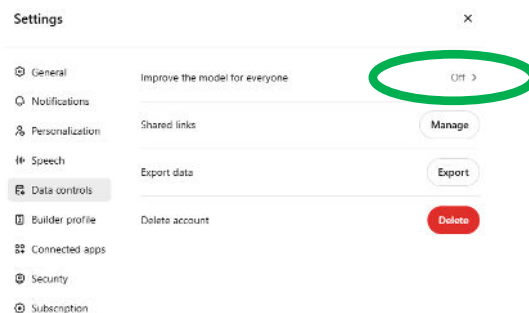 Settings
General
Notifications
Personalization
Speech
Data controls
Builder profile
Connected apps
Security
Subscription
Improve the model for everyone Off
Shared links Manage
Export data Export
Delete account Delete